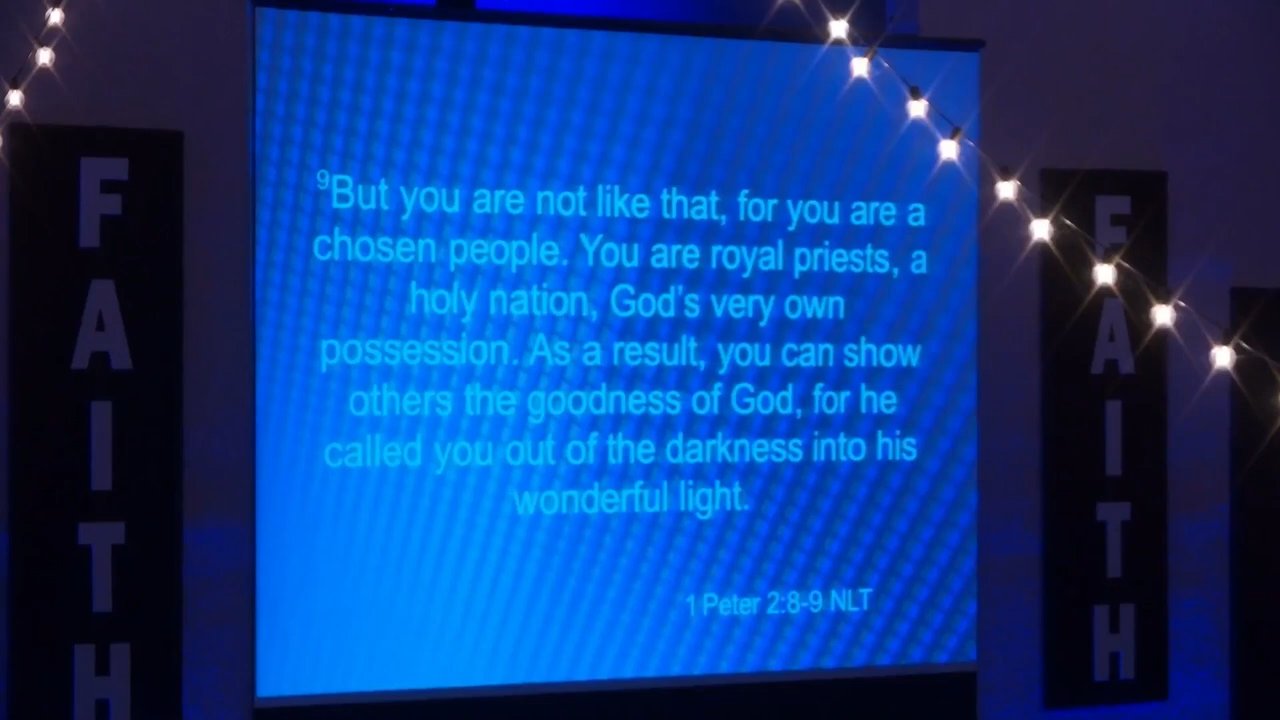 ⁹But you are not like that, for you are a
chosen people. You are royal priests, a
holy nation, God's very own
possession. As a result, you can show
others the goodness of God, for he
called you out of the darkness into his
wonderful light.
1 Peter 2:8-9 NLT
FAITH
FAITH